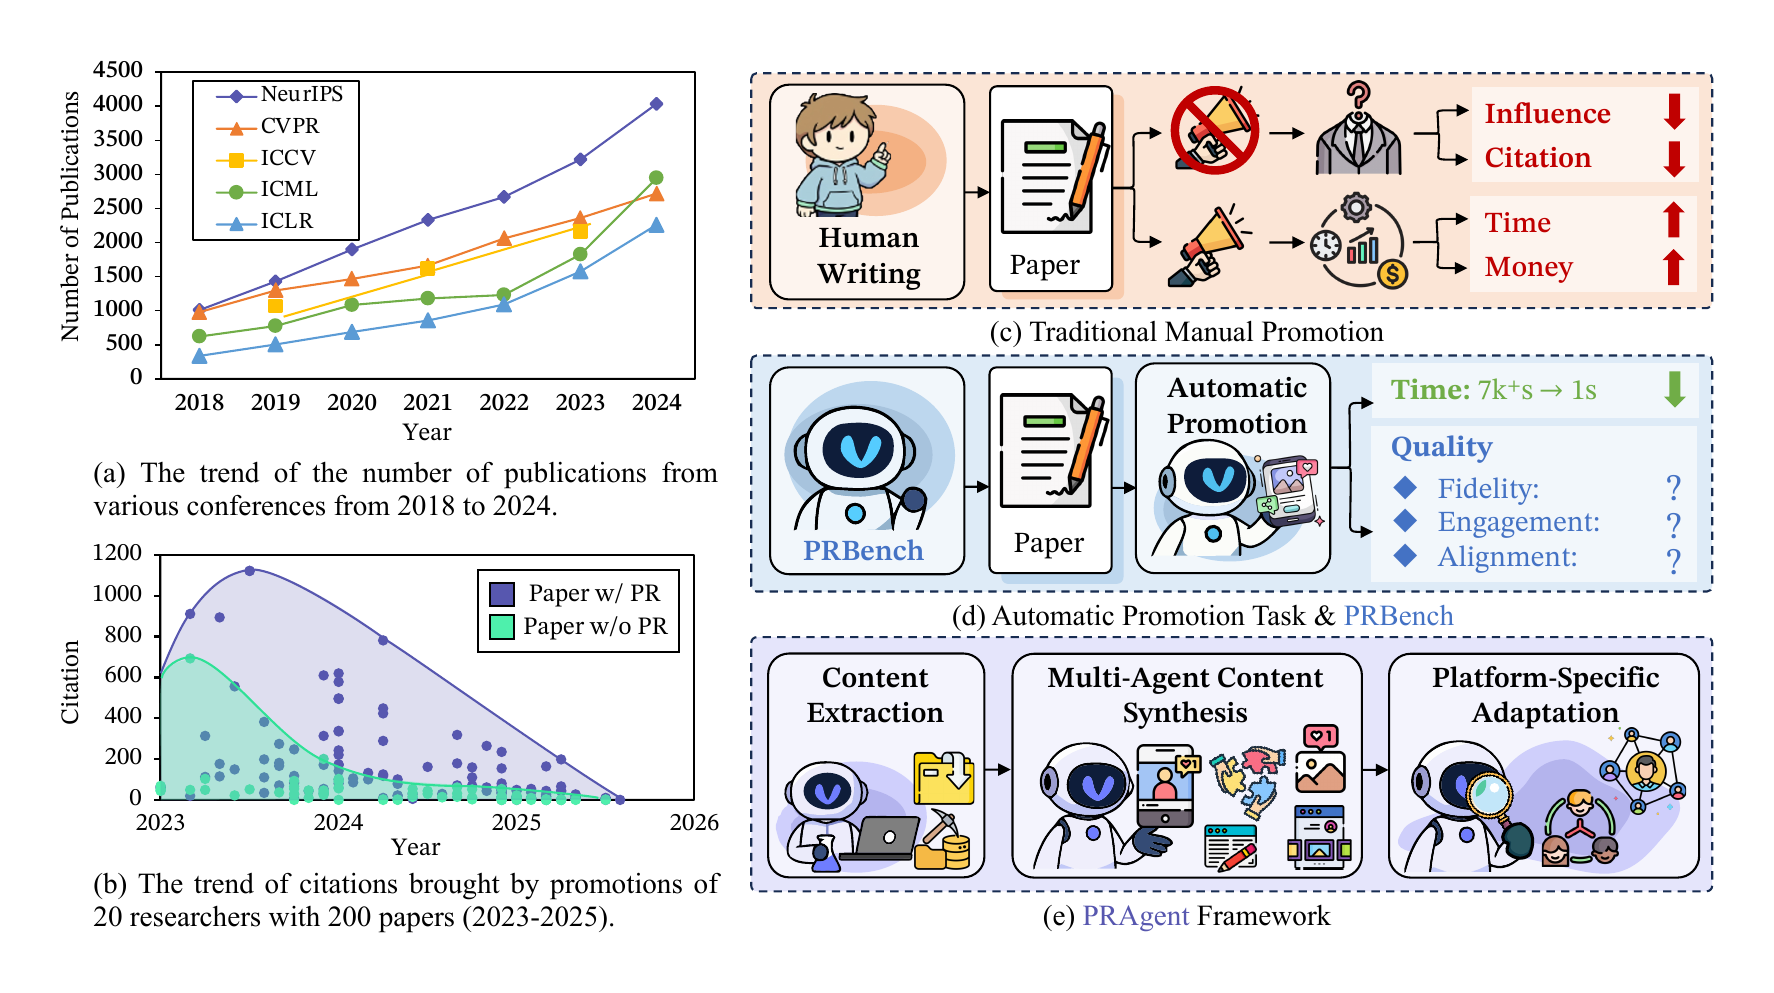 4500
4000
3500
3000
2500
2000
1500
1000
500
0
Number of Publications
NeurIPS
CVPR
ICCV
ICML
ICLR
2018 2019 2020 2021 2022 2023 2024
Year
(a) The trend of the number of publications from
various conferences from 2018 to 2024.
1200
1000
800
600
400
200
0
Citation
Paper w/ PR
Paper w/o PR
2023 2024 2025 2026
Year
(b) The trend of citations brought by promotions of
20 researchers with 200 papers (2023-2025).
Human
Writing
Paper
?
$
Influence
Citation
Time
Money
(c) Traditional Manual Promotion
PRBench
Paper
Automatic
Promotion
Time: 7k⁺s → 1s
Quality
Fidelity: ?
Engagement: ?
Alignment: ?
(d) Automatic Promotion Task & PRBench
Content
Extraction
Multi-Agent Content
Synthesis
1
1
Platform-Specific
Adaptation
(e) PRAgent Framework